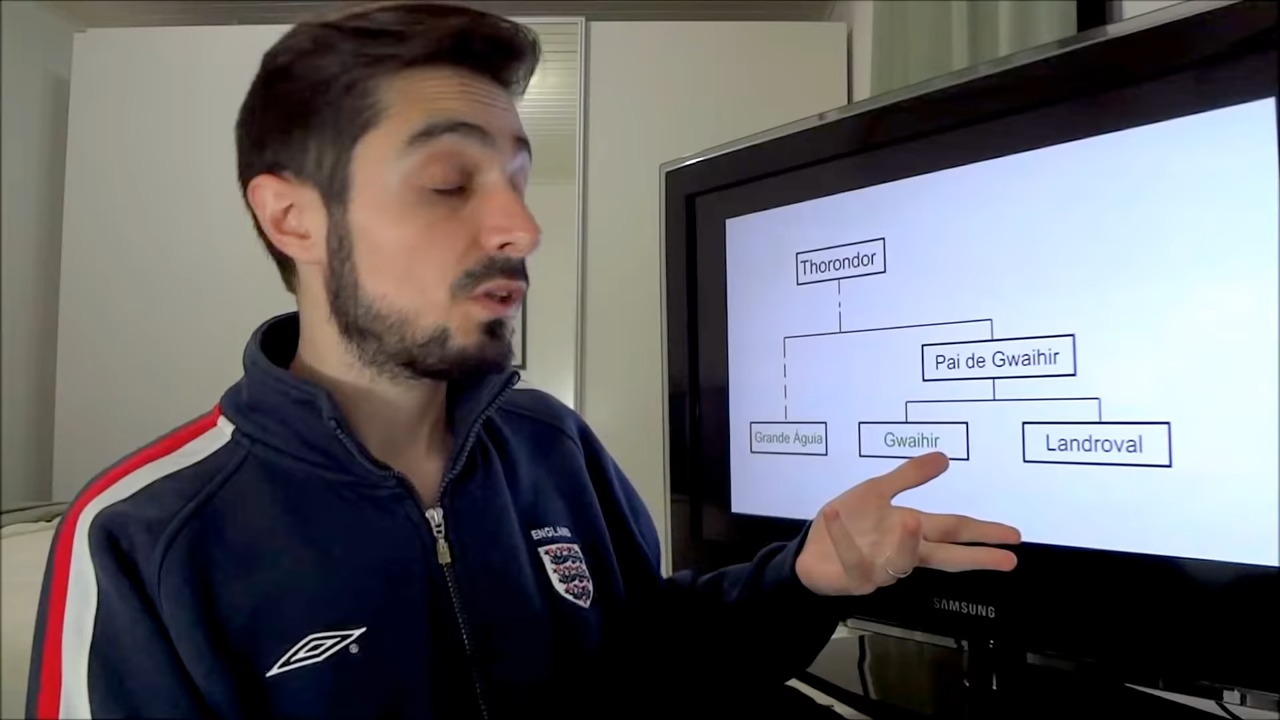 Thorondor
Pai de Gwaihir
Grande Águia
Gwaihir
Landroval
ENGLAND
SAMSUNG